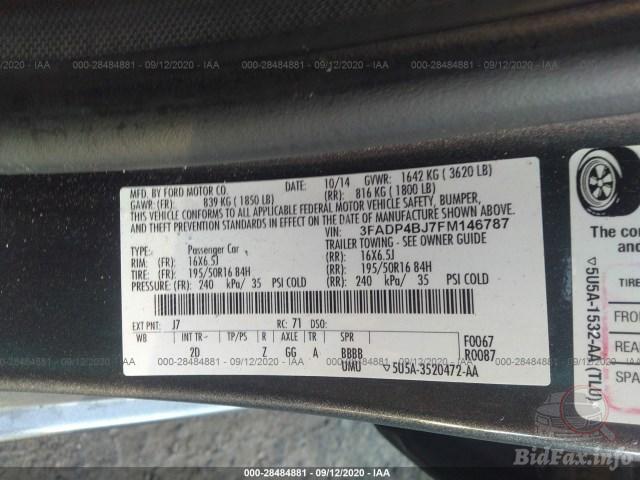 000-28484881 - 09/12/2020 - IAA
000-28484881 - 09/12/2020 - IAA
000-28484881 - 09/12/2020 - IAA
MFD. BY FORD MOTOR CO.
DATE: 10/14
GVWR: 1642 KG ( 3620 LB)
GAWR: (FR): 839 KG ( 1850 LB)
(RR): 816 KG ( 1800 LB)
THIS VEHICLE CONFORMS TO ALL APPLICABLE FEDERAL MOTOR VEHICLE SAFETY, BUMPER,
AND THEFT PREVENTION STANDARDS IN EFFECT ON THE DATE OF MANUFACTURE SHOWN ABOVE.
VIN: 3FADP4BJ7FM146787
TYPE: Passenger Car
TRAILER TOWING - SEE OWNER GUIDE
RIM: (FR): 16X6.5J
(RR): 16X6.5J
TIRE: (FR): 195/50R16 84H
(RR): 195/50R16 84H
PRESSURE: (FR): 240 kPa/ 35 PSI COLD
(RR): 240 kPa/ 35 PSI COLD
EXT PNT: J7 RC: 71 DSO:
WB INT TR TP/PS R AXLE TR SPR
2D Z GG A BBBB
UMU
F0067
R0087
▽5U5A-3520472-AA
The co
and
▽5U5A-1532-AA (TLU)
TIRE
FROM
REAR
SPA
000-28484881 - 09/12/2020 - IAA
000-28484881 - 09/12/2020 - IAA
000-28484881 - 09/12/2020 - IAA
000-28484881 - 09/12/2020 - IAA
BidFax.info